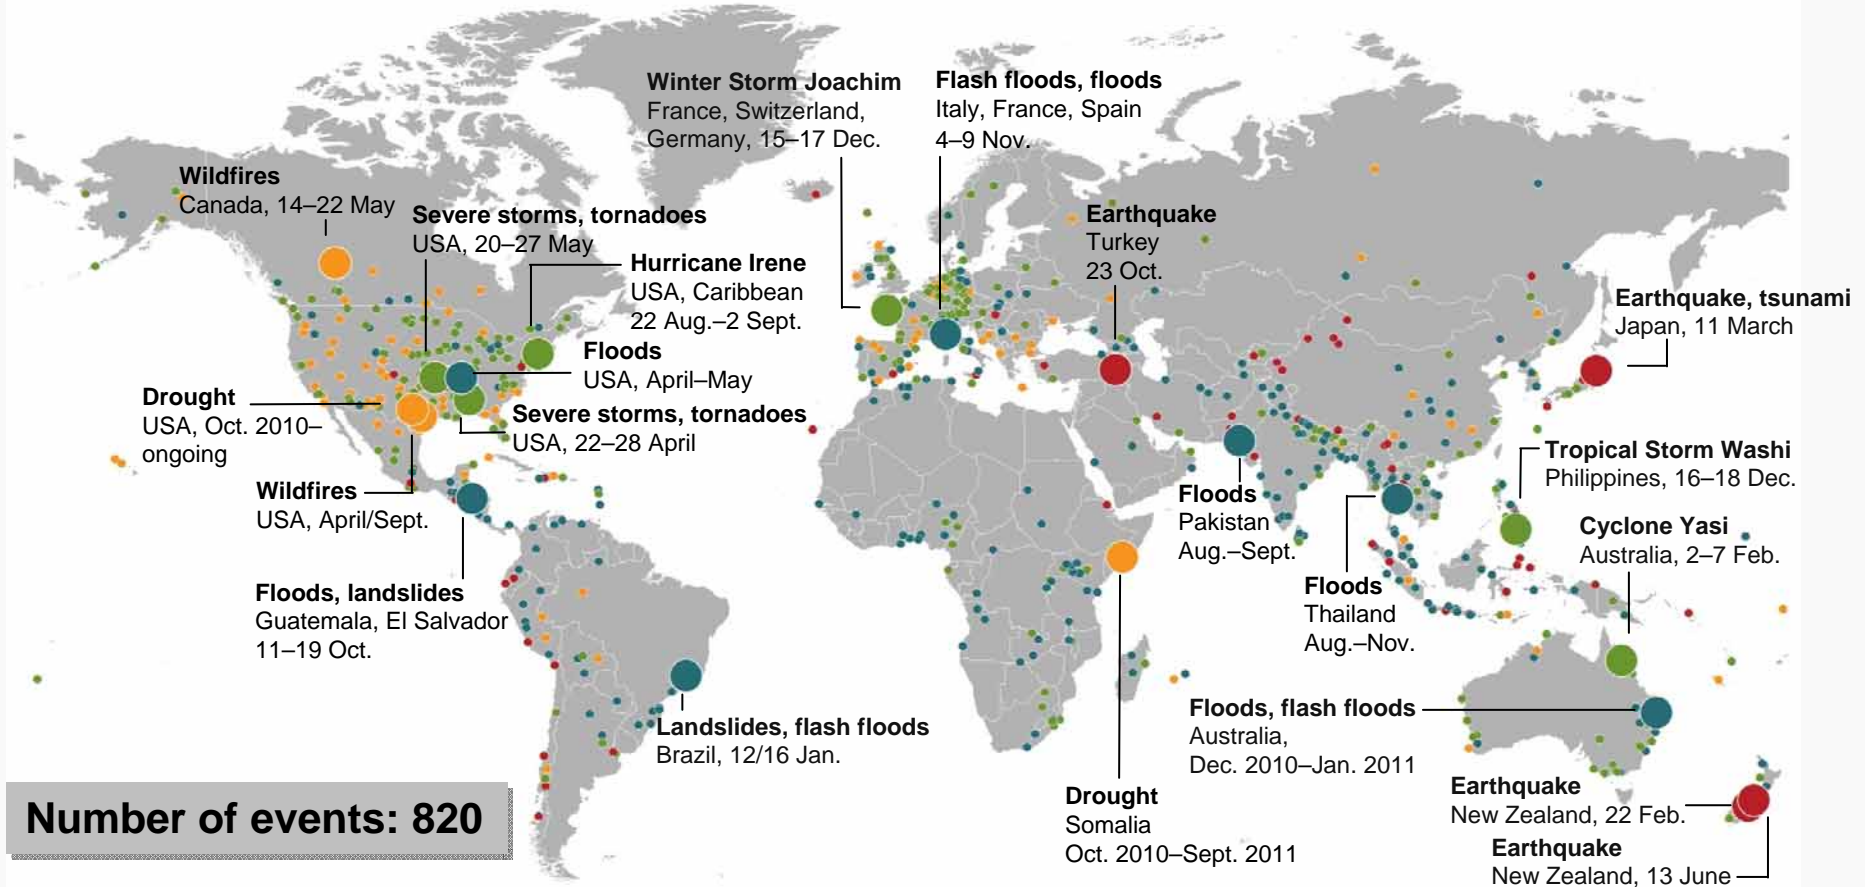 Winter Storm Joachim
France, Switzerland,
Germany, 15–17 Dec.
Flash floods, floods
Italy, France, Spain
4–9 Nov.
Wildfires
Canada, 14–22 May
Severe storms, tornadoes
USA, 20–27 May
Earthquake
Turkey
23 Oct.
Hurricane Irene
USA, Caribbean
22 Aug.–2 Sept.
Earthquake, tsunami
Japan, 11 March
Floods
USA, April–May
Drought
USA, Oct. 2010–
ongoing
Severe storms, tornadoes
USA, 22–28 April
Tropical Storm Washi
Philippines, 16–18 Dec.
Wildfires
USA, April/Sept.
Floods
Pakistan
Aug.–Sept.
Cyclone Yasi
Australia, 2–7 Feb.
Floods, landslides
Guatemala, El Salvador
11–19 Oct.
Floods
Thailand
Aug.–Nov.
Landslides, flash floods
Brazil, 12/16 Jan.
Floods, flash floods
Australia,
Dec. 2010–Jan. 2011
Drought
Somalia
Oct. 2010–Sept. 2011
Earthquake
New Zealand, 22 Feb.
Earthquake
New Zealand, 13 June
Number of events: 820